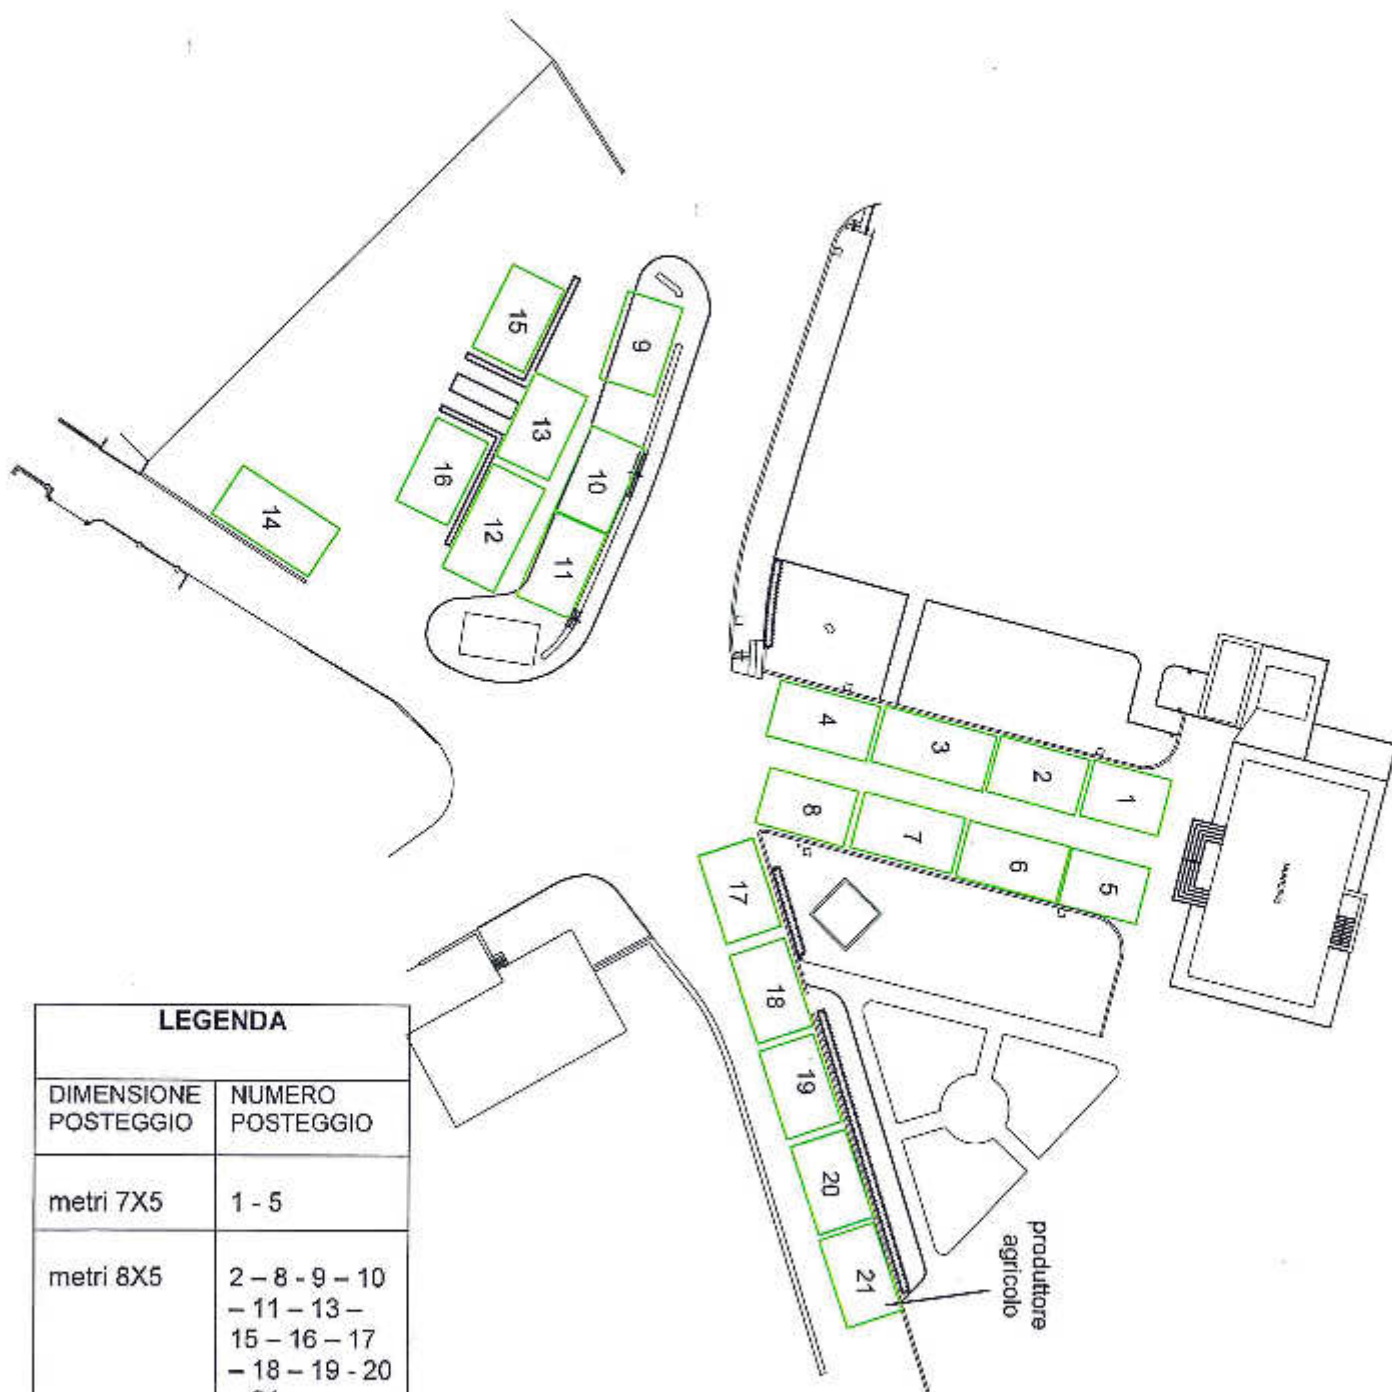 15
9
13
10
16
14
12
11
4
3
2
1
8
7
6
5
17
18
19
20
21
produttore
agricolo
LEGENDA
DIMENSIONE
POSTEGGIO
NUMERO
POSTEGGIO
metri 7X5
1 - 5
metri 8X5
2 – 8 - 9 – 10
– 11 – 13 –
15 – 16 – 17
– 18 – 19 - 20